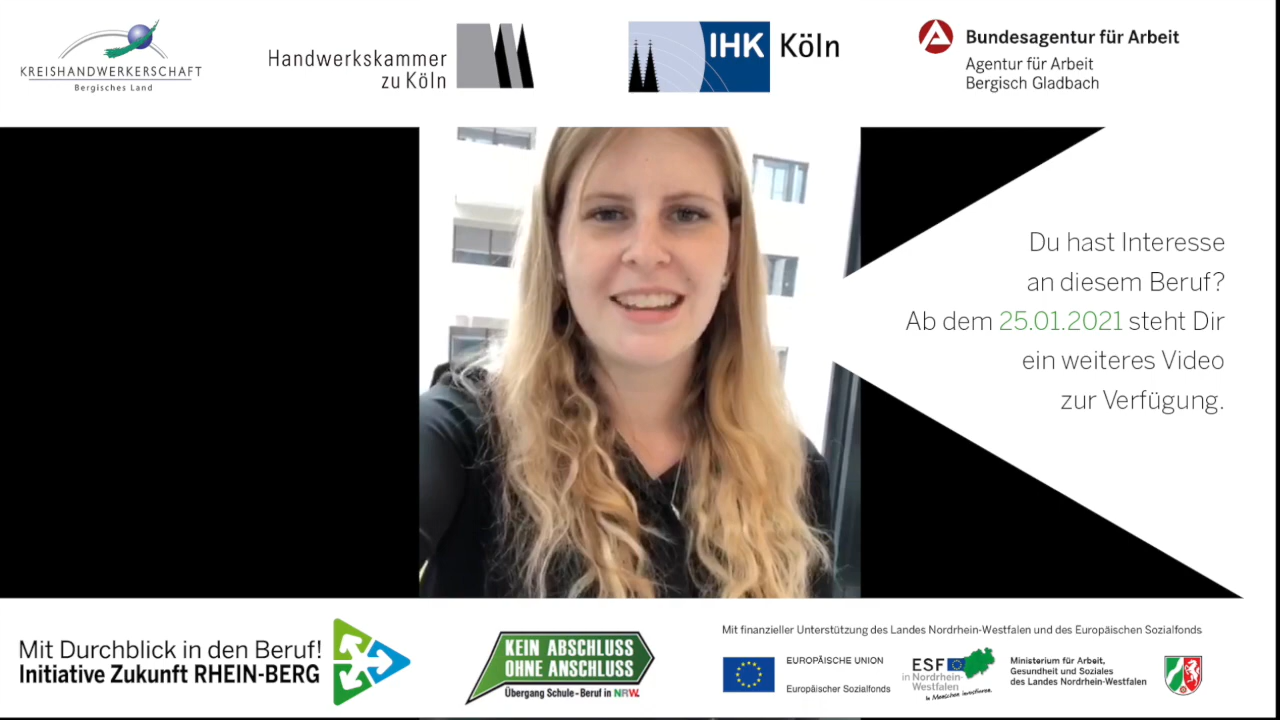 KREISHANDWERKERSCHAFT
Bergisches Land
Handwerkskammer
zu Köln
IHK Köln
Bundesagentur für Arbeit
Agentur für Arbeit
Bergisch Gladbach
Du hast Interesse
an diesem Beruf?
Ab dem 25.01.2021 steht Dir
ein weiteres Video
zur Verfügung.
Mit Durchblick in den Beruf!
Initiative Zukunft RHEIN-BERG
KEIN ABSCHLUSS
OHNE ANSCHLUSS
Übergang Schule - Beruf in NRW.
Mit finanzieller Unterstützung des Landes Nordrhein-Westfalen und des Europäischen Sozialfonds
EUROPÄISCHE UNION
Europäischer Sozialfonds
ESF
in Nordrhein-
Westfalen
in Menschen investieren.
Ministerium für Arbeit,
Gesundheit und Soziales
des Landes Nordrhein-Westfalen